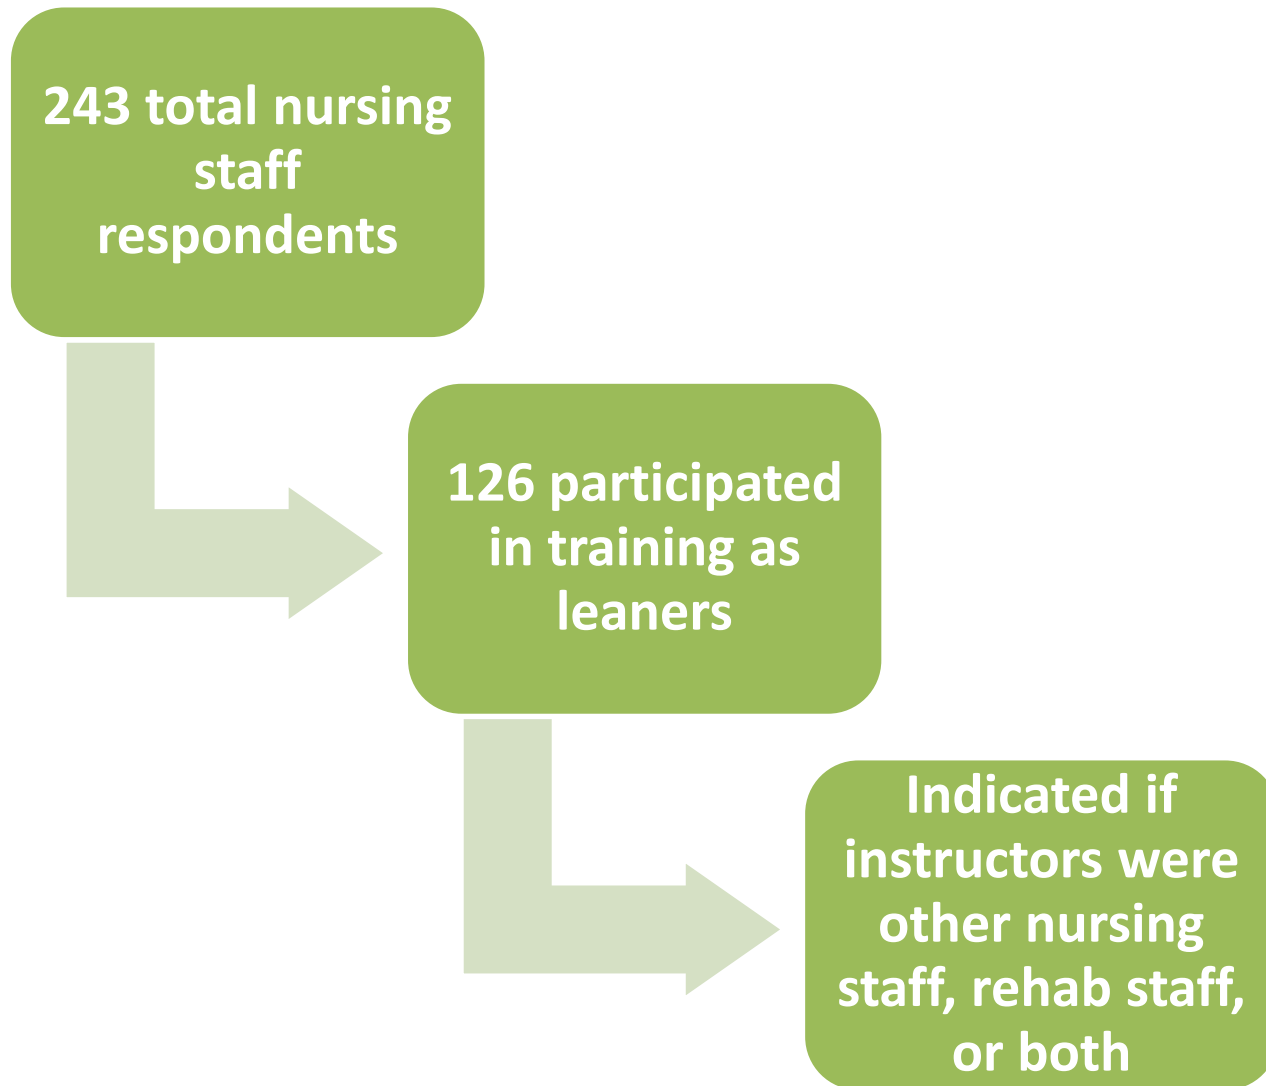 243 total nursing
staff
respondents
126 participated
in training as
leaners
Indicated if
instructors were
other nursing
staff, rehab staff,
or both